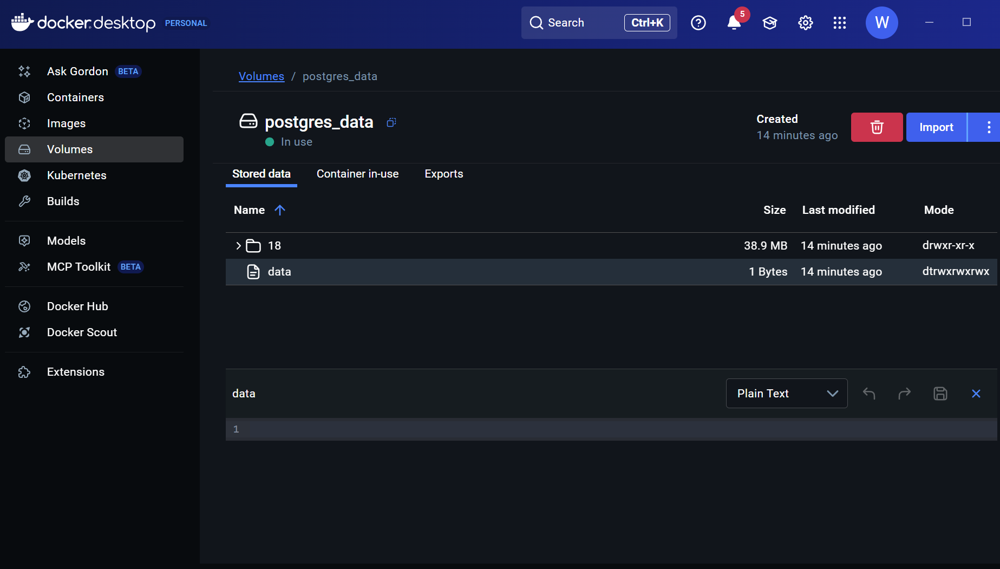 docker desktop PERSONAL
Search Ctrl+K
5
W
Ask Gordon BETA
Containers
Images
Volumes
Kubernetes
Builds
Models
MCP Toolkit BETA
Docker Hub
Docker Scout
Extensions
Volumes / postgres_data
postgres_data
In use
Created
14 minutes ago
Import
Stored data Container in-use Exports
Name Size Last modified Mode
18 38.9 MB 14 minutes ago drwxr-xr-x
data 1 Bytes 14 minutes ago dtrwxrwxrwx
data Plain Text
1